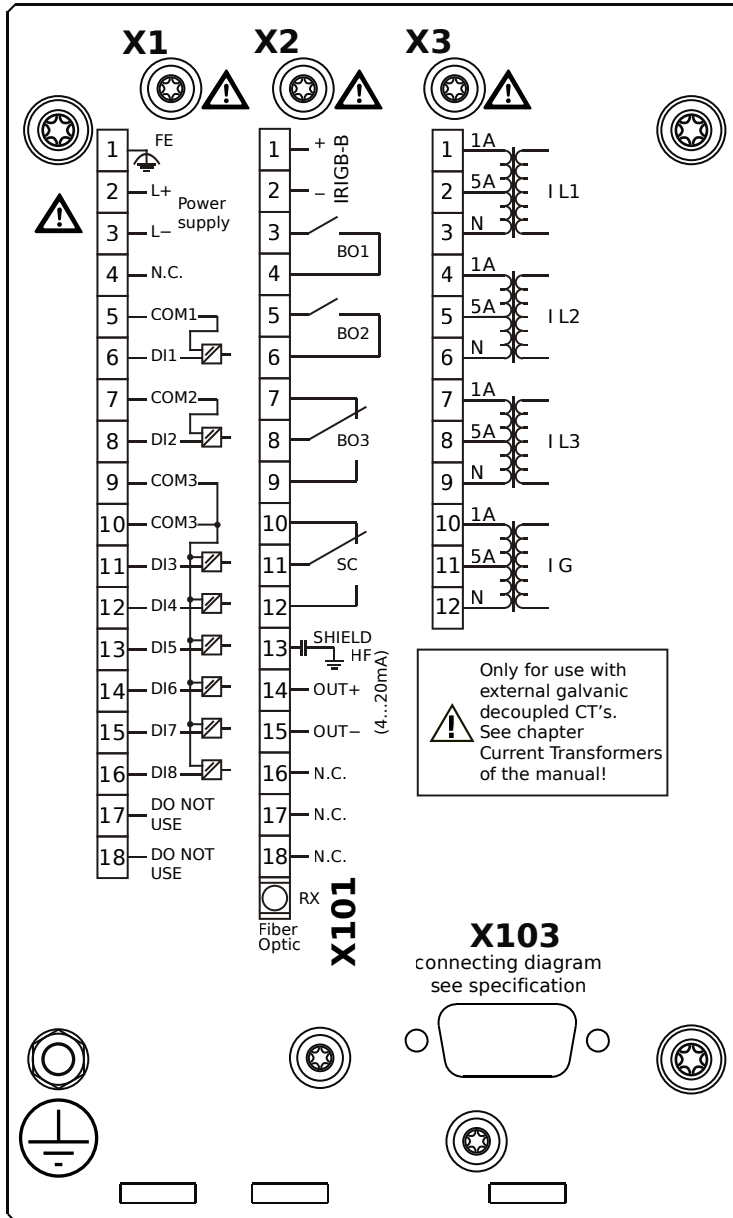 X1
X2
X3
1 FE
2 L+
Power
supply
3 L−
4 N.C.
5 COM1
6 DI1
7 COM2
8 DI2
9 COM3
10 COM3
11 DI3
12 DI4
13 DI5
14 DI6
15 DI7
16 DI8
17 DO NOT
USE
18 DO NOT
USE
1 +
2 −
IRIGB-B
3
4
BO1
5
6
BO2
7
8 BO3
9
10
11 SC
12
13 SHIELD
HF
14 OUT+
15 OUT−
(4...20mA)
16 N.C.
17 N.C.
18 N.C.
RX
Fiber
Optic
X101
1 1A
2 5A I L1
3 N
4 1A
5 5A I L2
6 N
7 1A
8 5A I L3
9 N
10 1A
11 5A I G
12 N
Only for use with
external galvanic
decoupled CT's.
See chapter
Current Transformers
of the manual!
X103
connecting diagram
see specification